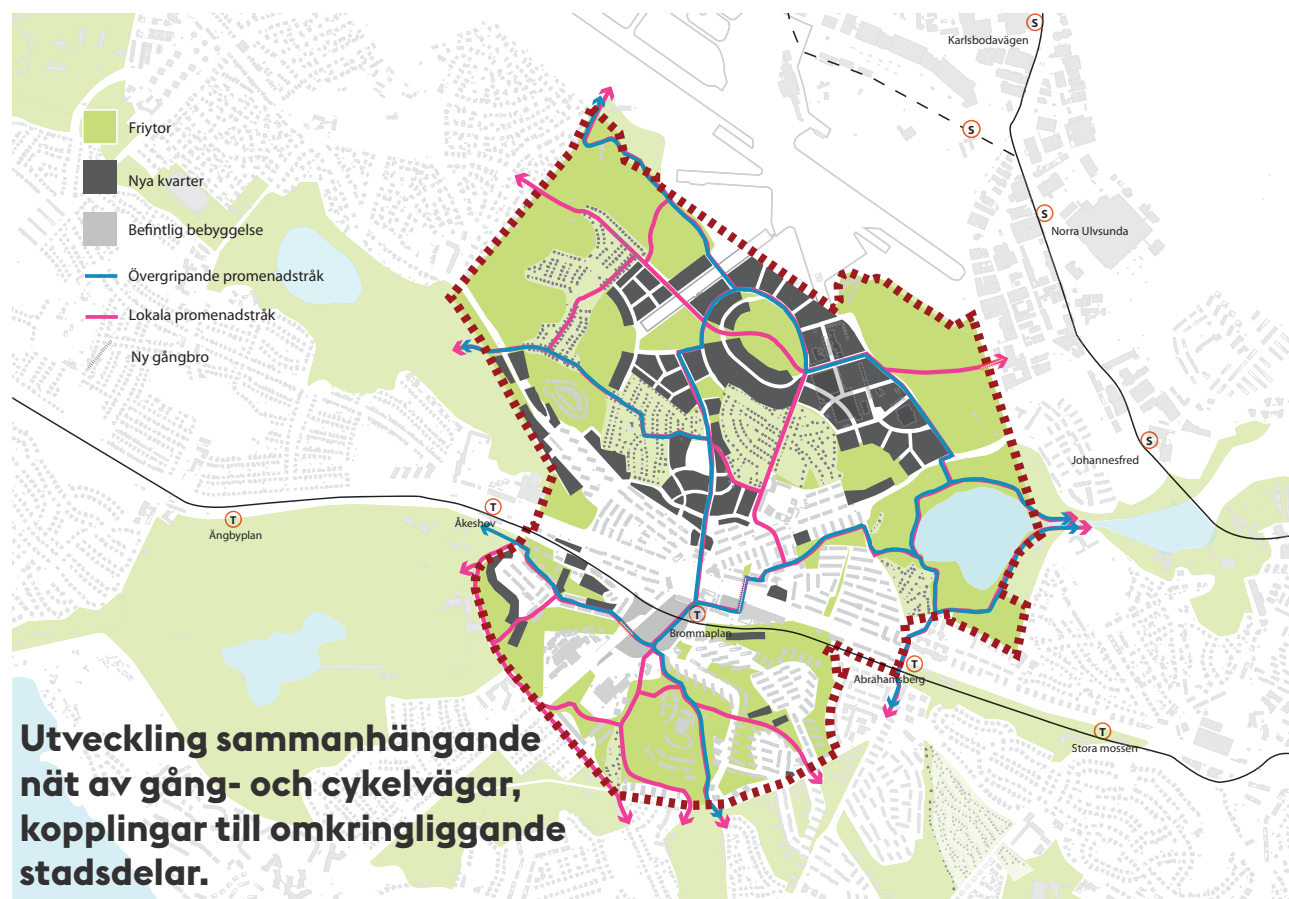 Karlsbodavägen
S
S
S
Norra Ulvsunda
S
Johannesfred
Friytor
Nya kvarter
Befintlig bebyggelse
Övergripande promenadstråk
Lokala promenadstråk
Ny gångbro
T
Ängbyplan
T
Åkeshov
T
Brommaplan
T
Abrahamsberg
T
Stora mossen
Utveckling sammanhängande
nät av gång- och cykelvägar,
kopplingar till omkringliggande
stadsdelar.